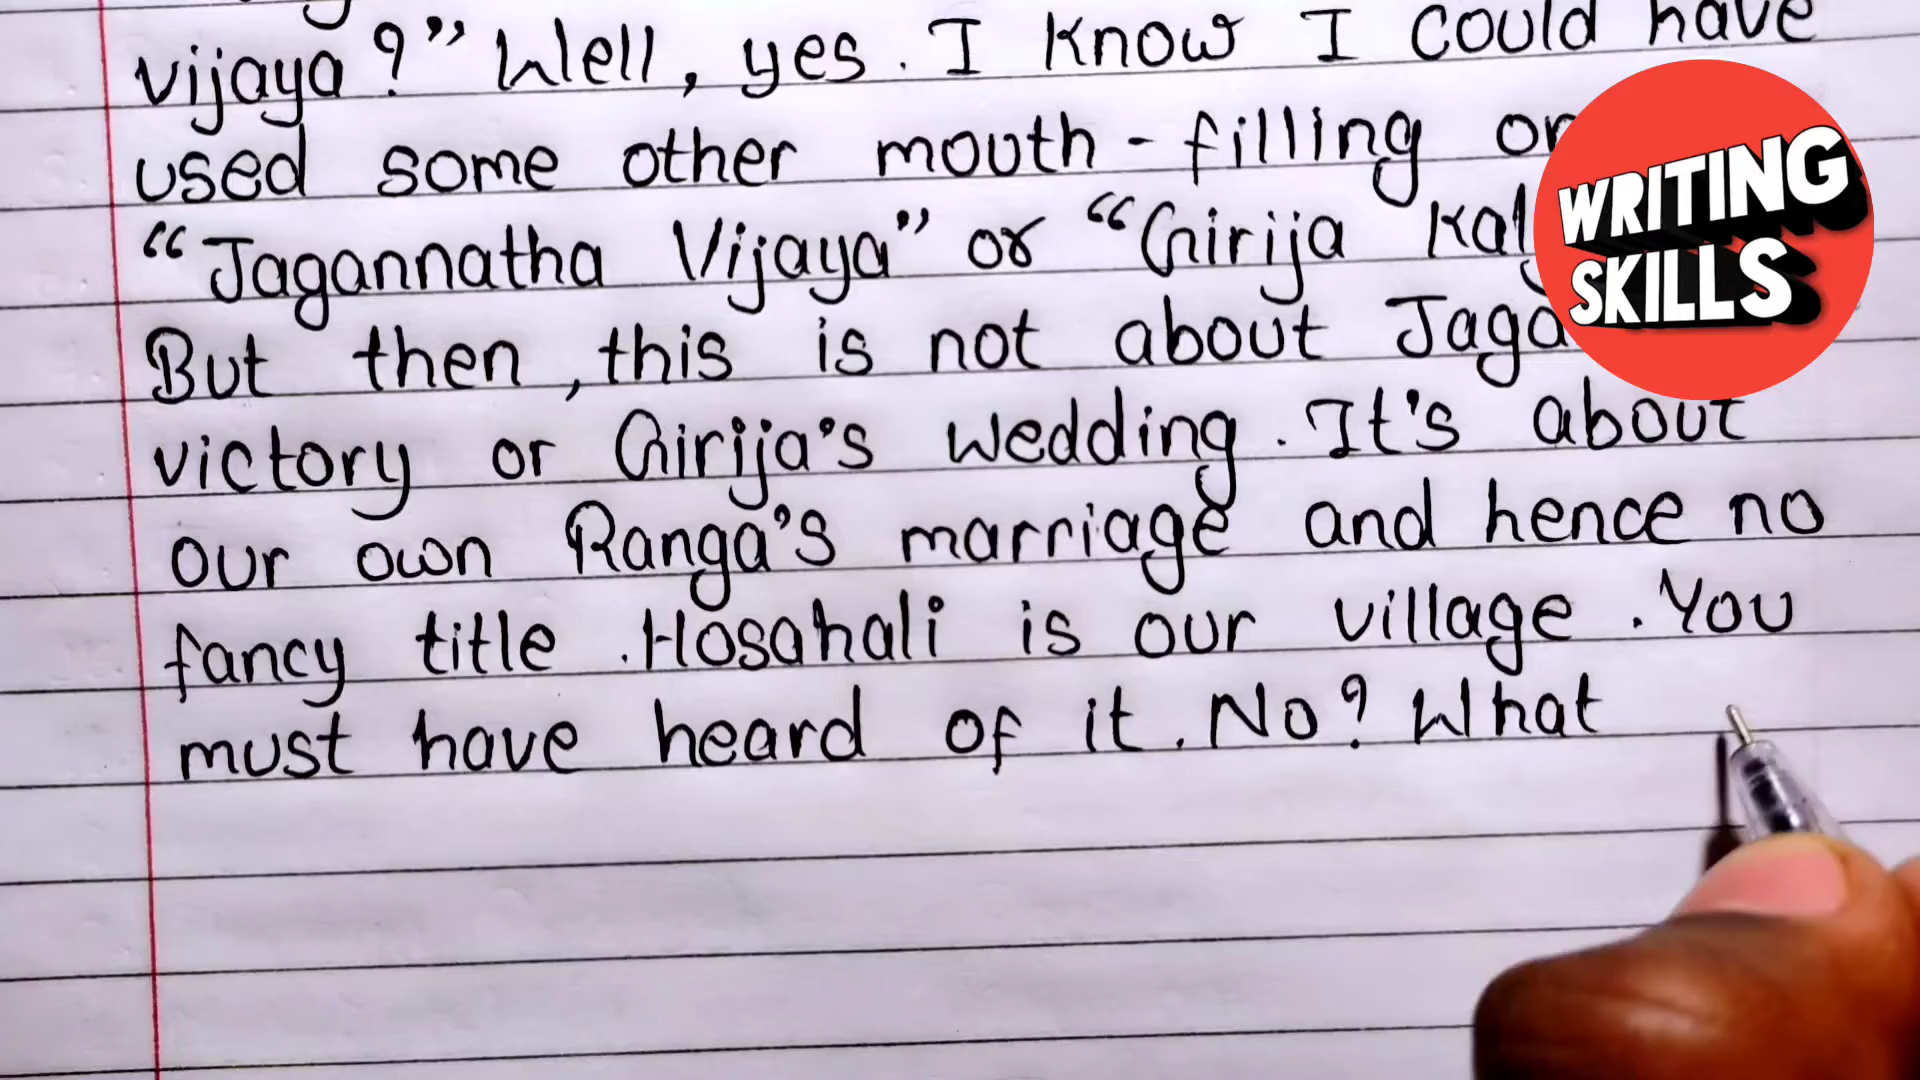 vijaya?" Well, yes. I know I could have
used some other mouth-filling
"Jagannatha Vijaya" or "Girija
But then, this is not about
victory or Girija's wedding. It's about
our own Ranga's marriage and hence no
fancy title. Hosahali is our village. You
must have heard of it. No? What
WRITING
SKILLS